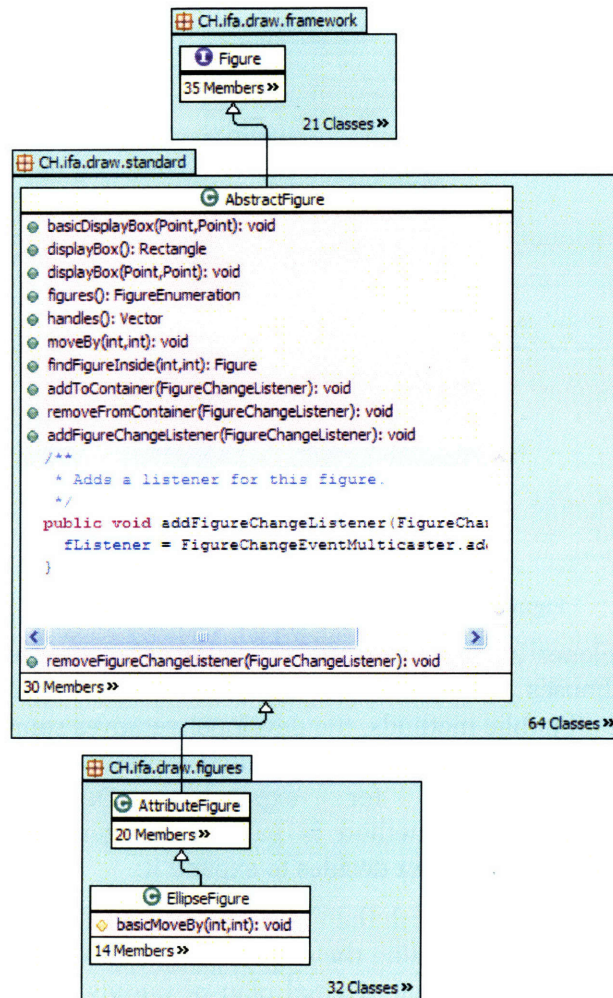 CH.ifa.draw.framework
Figure
35 Members »
21 Classes »
CH.ifa.draw.standard
AbstractFigure
basicDisplayBox(Point,Point): void
displayBox(): Rectangle
displayBox(Point,Point): void
figures(): FigureEnumeration
handles(): Vector
moveBy(int,int): void
findFigureInside(int,int): Figure
addToContainer(FigureChangeListener): void
removeFromContainer(FigureChangeListener): void
addFigureChangeListener(FigureChangeListener): void
/**
* Adds a listener for this figure.
*/
public void addFigureChangeListener(FigureChan
fListener = FigureChangeEventMulticaster.add
}
removeFigureChangeListener(FigureChangeListener): void
30 Members »
64 Classes »
CH.ifa.draw.figures
AttributeFigure
20 Members »
EllipseFigure
basicMoveBy(int,int): void
14 Members »
32 Classes »